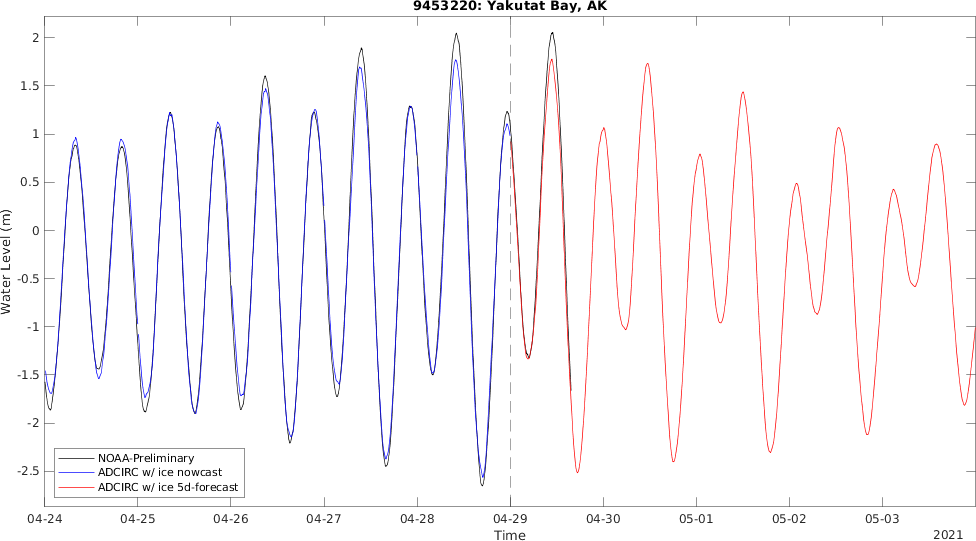 9453220: Yakutat Bay, AK
2
1.5
1
0.5
0
-0.5
-1
-1.5
-2
-2.5
Water Level (m)
NOAA-Preliminary
ADCIRC w/ ice nowcast
ADCIRC w/ ice 5d-forecast
04-24 04-25 04-26 04-27 04-28 04-29 04-30 05-01 05-02 05-03
Time
2021